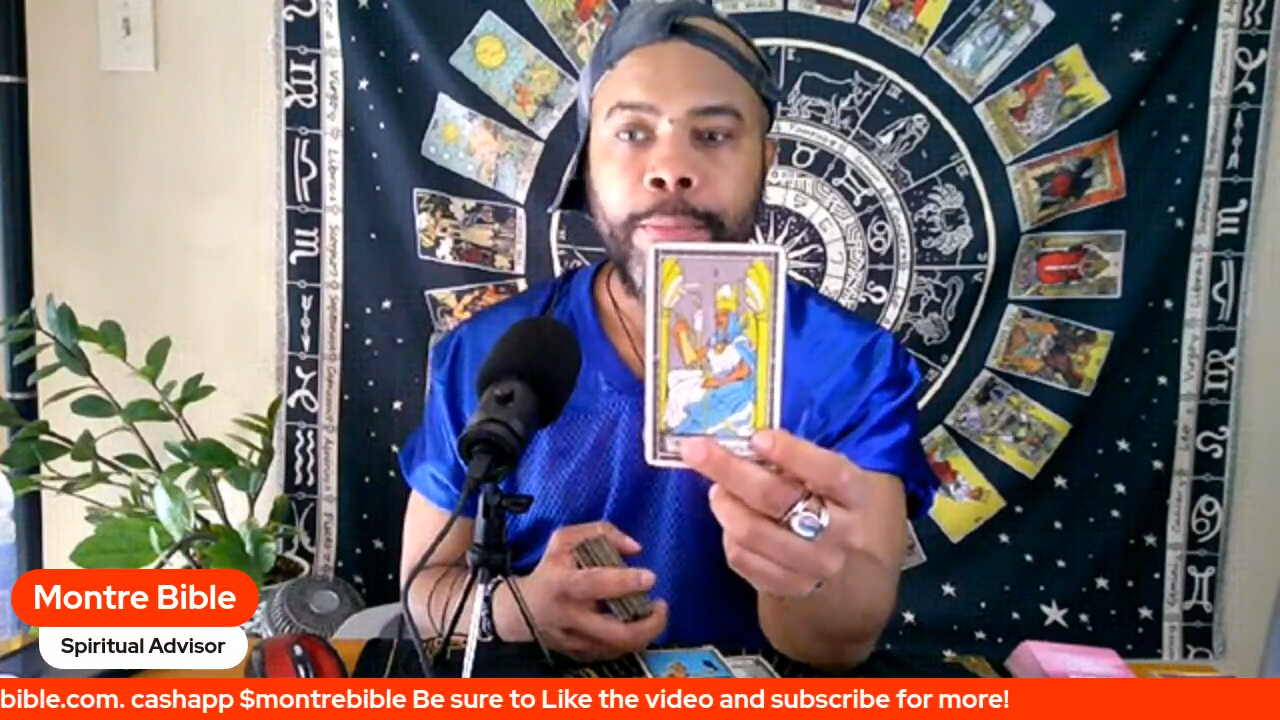 Montre Bible
Spiritual Advisor
bible.com. cashapp $montrebible Be sure to Like the video and subscribe for more!